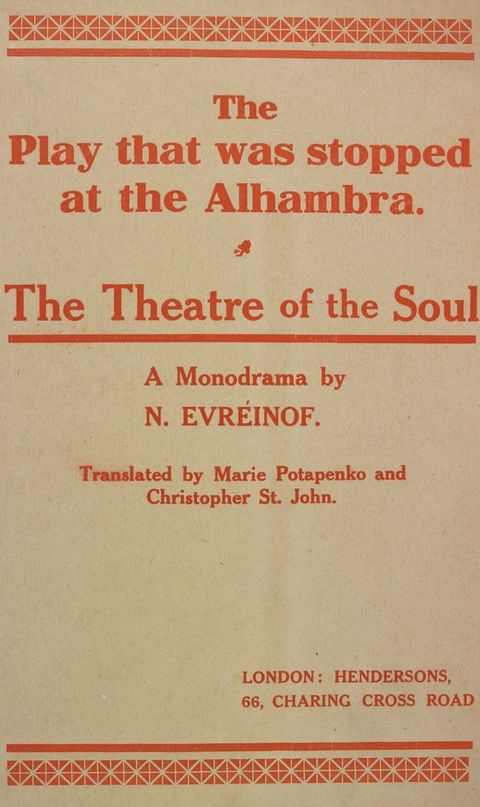 The
Play that was stopped
at the Alhambra.
The Theatre of the Soul
A Monodrama by
N. EVRÉINOF.
Translated by Marie Potapenko and
Christopher St. John.
LONDON: HENDERSONS,
66, CHARING CROSS ROAD